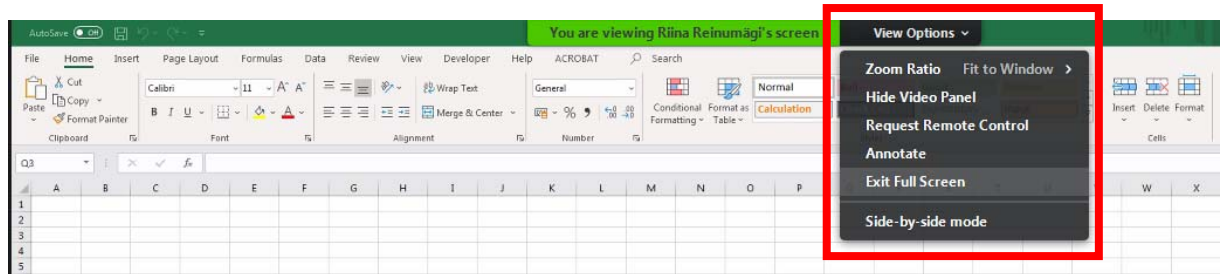 AutoSave Off You are viewing Riina Reinumägi's screen View Options
File Home Insert Page Layout Formulas Data Review View Developer Help ACROBAT Search
Zoom Ratio Fit to Window
Hide Video Panel
Request Remote Control
Annotate
Exit Full Screen
Side-by-side mode
Paste
Cut
Copy
Format Painter
Clipboard
Calibri 11 A^ Aˇ
B I U A
Font
Wrap Text
Merge & Center
Alignment
General
%
Number
Conditional Formatting
Format as Table
Normal
Calculation
Insert Delete Format
Cells
Q3 fx
A B C D E F G H I J K L M N O P W X
1
2
3
4
5